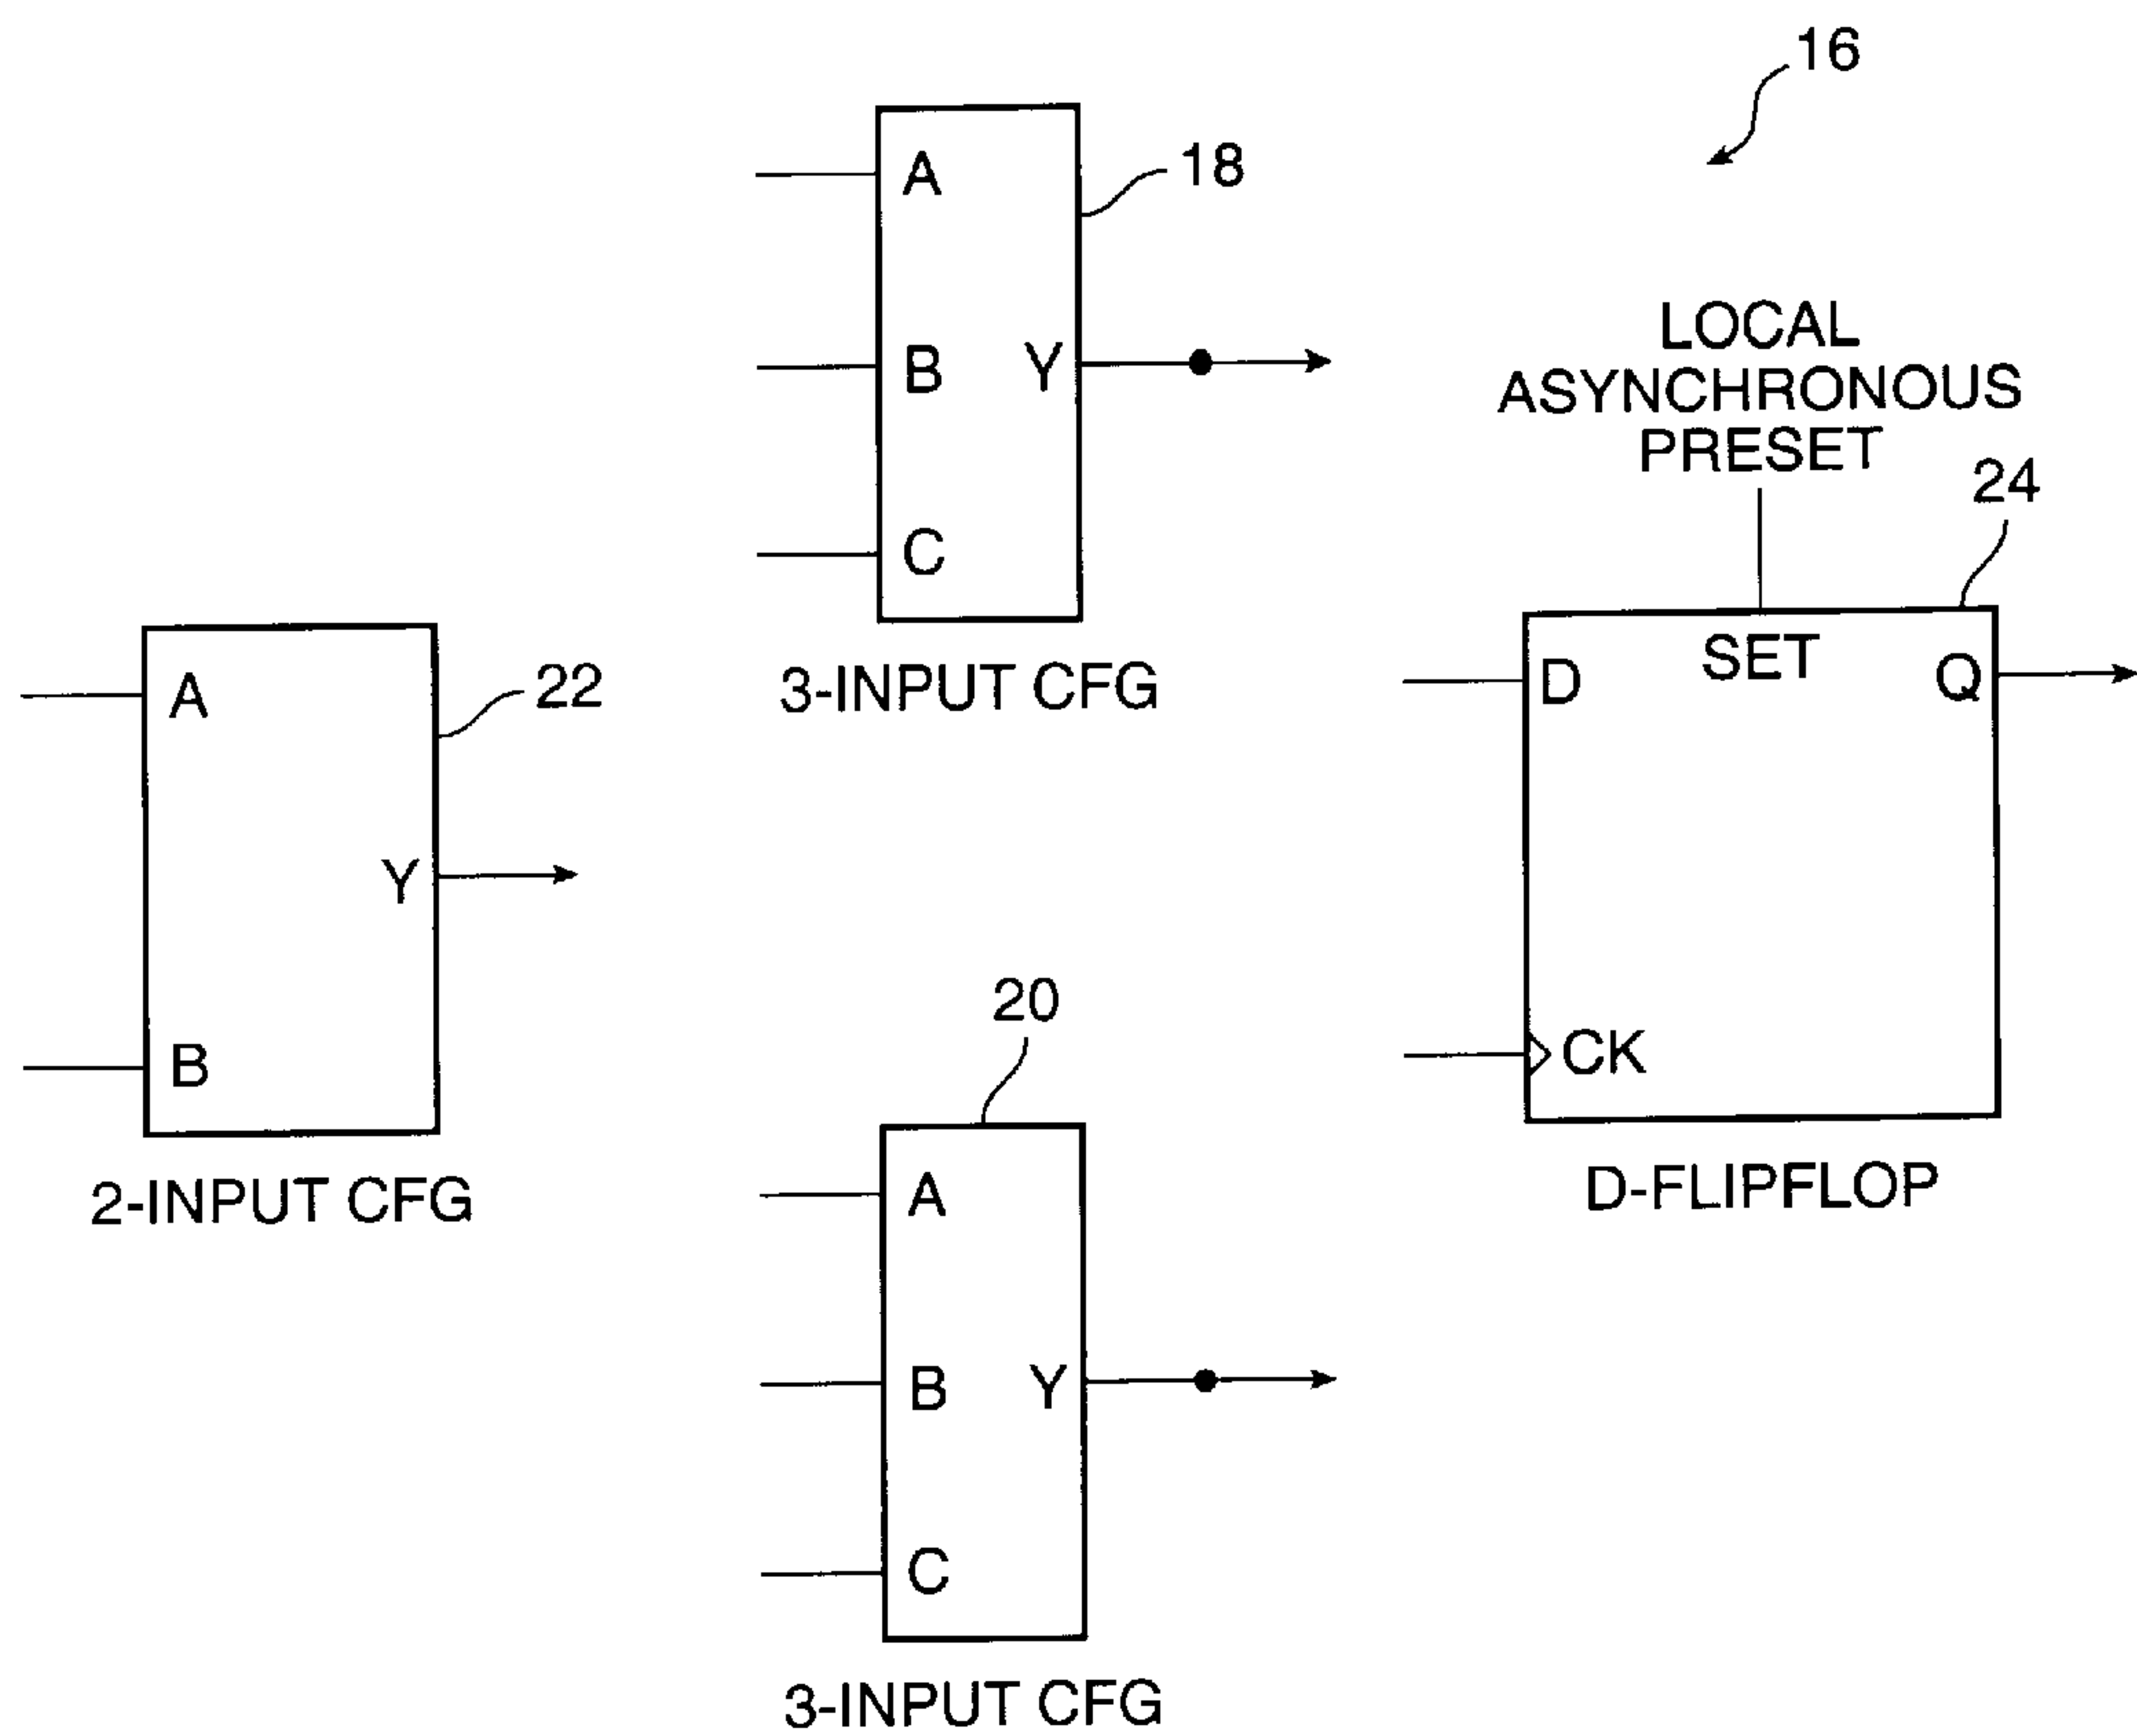 16
A
18
B
Y
C
3-INPUT CFG
LOCAL
ASYNCHRONOUS
PRESET
24
SET
D
Q
CK
D-FLIPFLOP
A
22
Y
B
2-INPUT CFG
20
A
B
Y
C
3-INPUT CFG